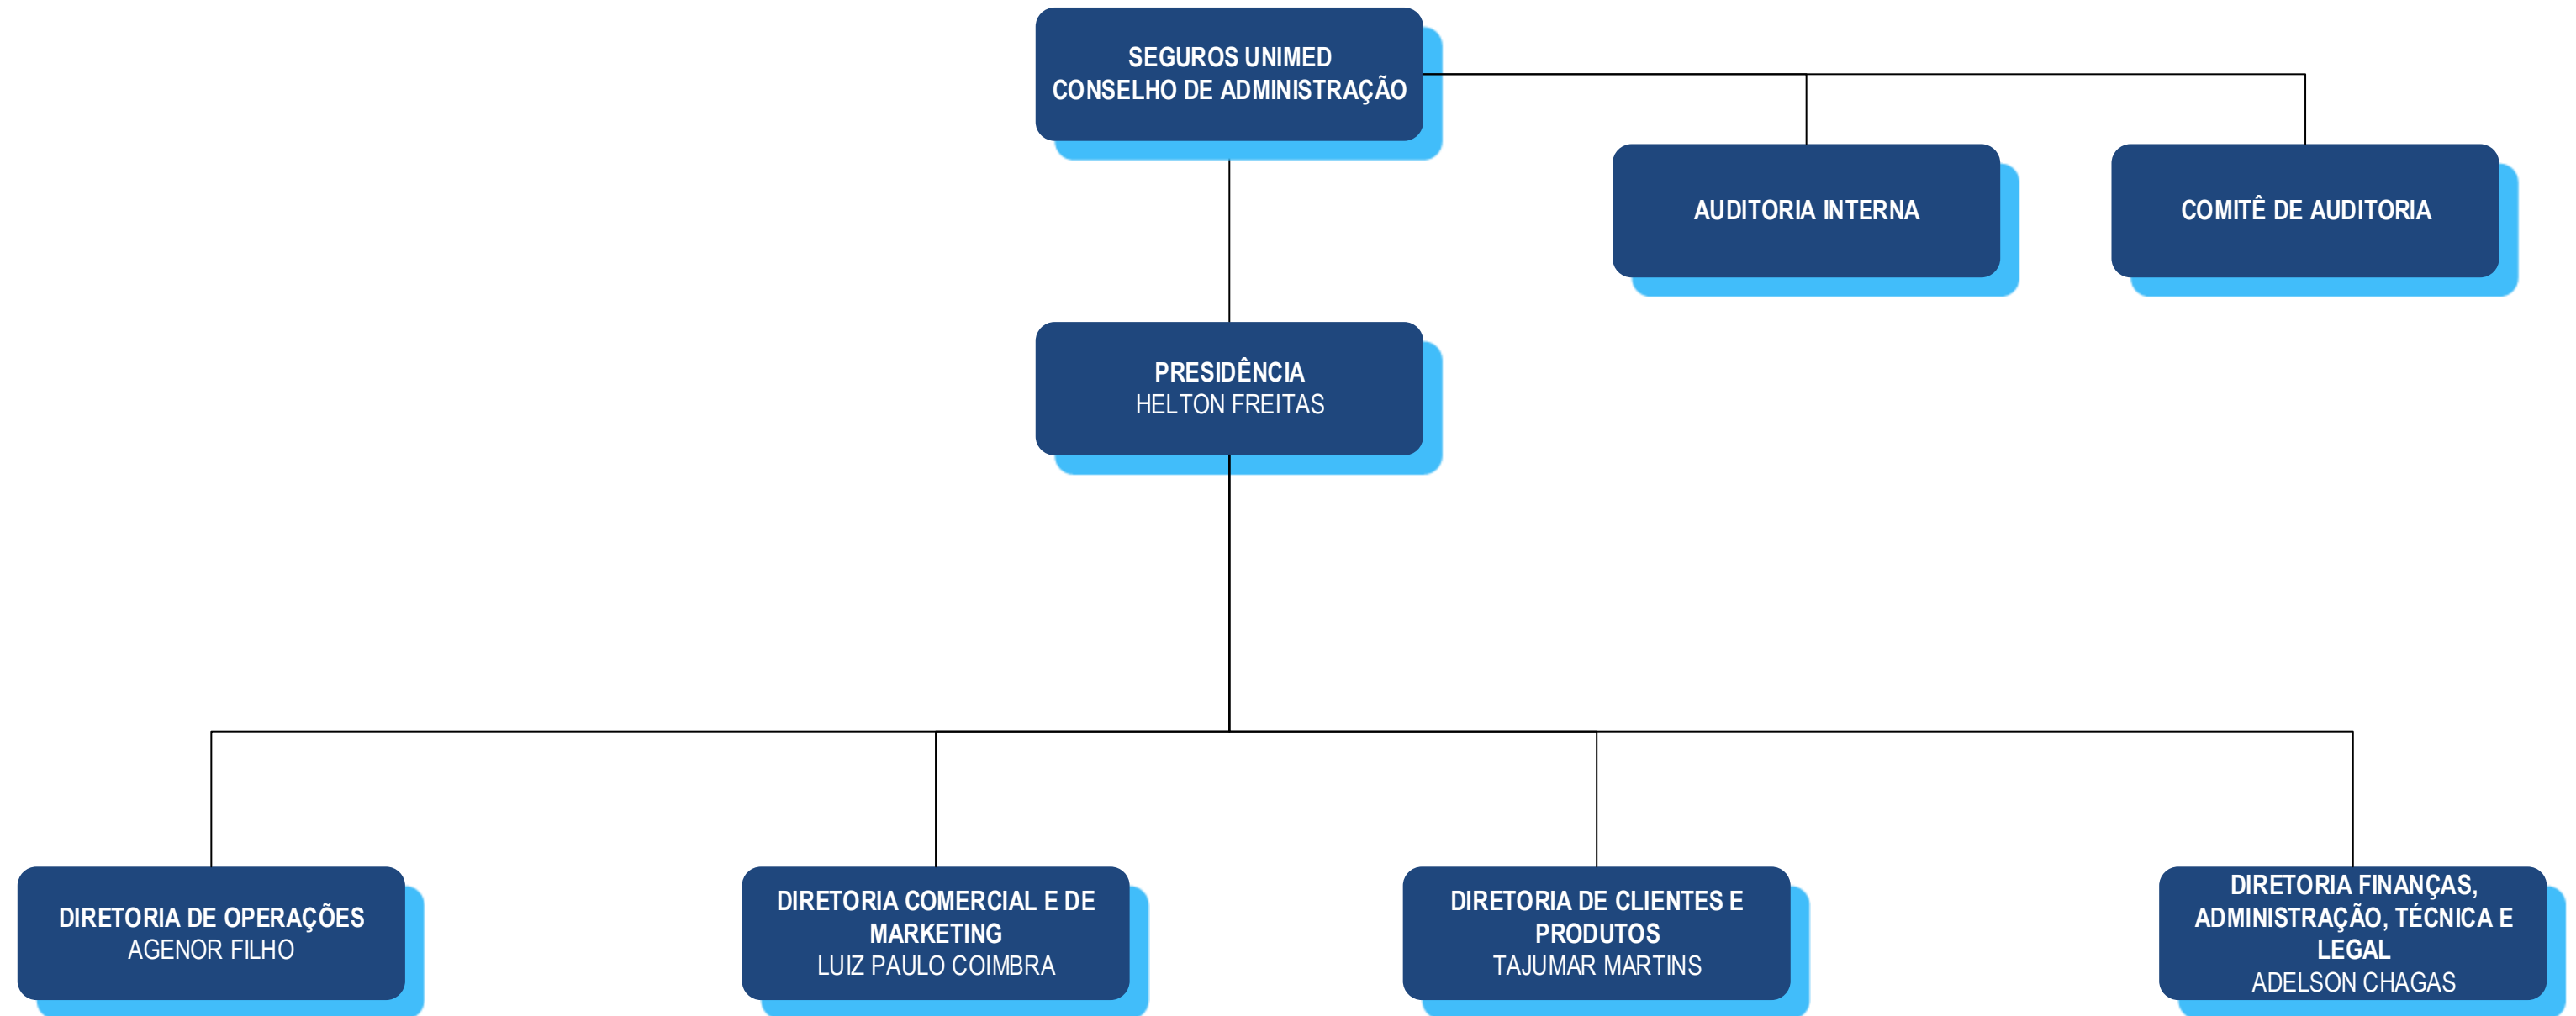 SEGUROS UNIMED
CONSELHO DE ADMINISTRAÇÃO
AUDITORIA INTERNA
COMITÊ DE AUDITORIA
PRESIDÊNCIA
HELTON FREITAS
DIRETORIA DE OPERAÇÕES
AGENOR FILHO
DIRETORIA COMERCIAL E DE
MARKETING
LUIZ PAULO COIMBRA
DIRETORIA DE CLIENTES E
PRODUTOS
TAJUMAR MARTINS
DIRETORIA FINANÇAS,
ADMINISTRAÇÃO, TÉCNICA E
LEGAL
ADELSON CHAGAS